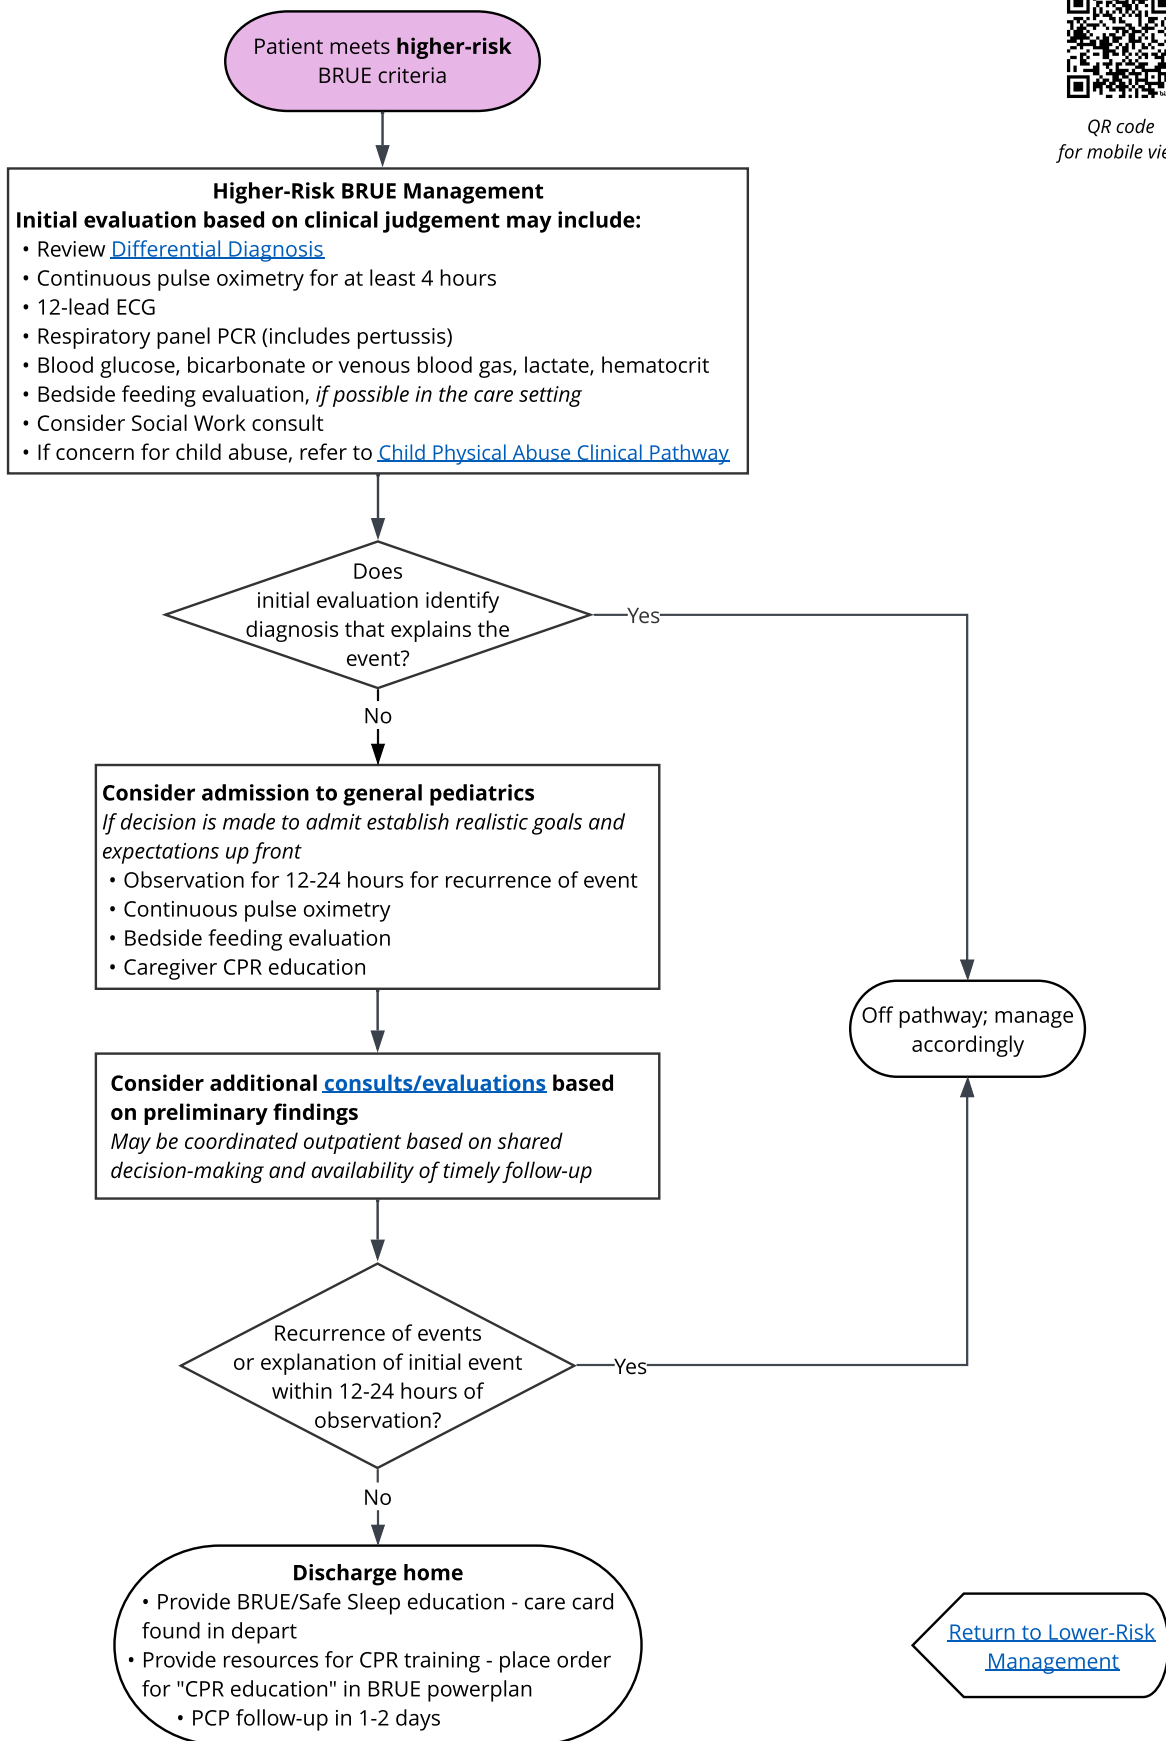 Patient meets higher-risk
BRUE criteria
QR code
for mobile
Higher-Risk BRUE Management
Initial evaluation based on clinical judgement may include:
• Review Differential Diagnosis
• Continuous pulse oximetry for at least 4 hours
• 12-lead ECG
• Respiratory panel PCR (includes pertussis)
• Blood glucose, bicarbonate or venous blood gas, lactate, hematocrit
• Bedside feeding evaluation, if possible in the care setting
• Consider Social Work consult
• If concern for child abuse, refer to Child Physical Abuse Clinical Pathway
Does
initial evaluation identify
diagnosis that explains the
event?
Yes
No
Consider admission to general pediatrics
If decision is made to admit establish realistic goals and
expectations up front
• Observation for 12-24 hours for recurrence of event
• Continuous pulse oximetry
• Bedside feeding evaluation
• Caregiver CPR education
Off pathway; manage
accordingly
Consider additional consults/evaluations based
on preliminary findings
May be coordinated outpatient based on shared
decision-making and availability of timely follow-up
Recurrence of events
or explanation of initial event
within 12-24 hours of
observation?
Yes
No
Discharge home
• Provide BRUE/Safe Sleep education - care card
found in depart
• Provide resources for CPR training - place order
for "CPR education" in BRUE powerplan
• PCP follow-up in 1-2 days
Return to Lower-Risk
Management